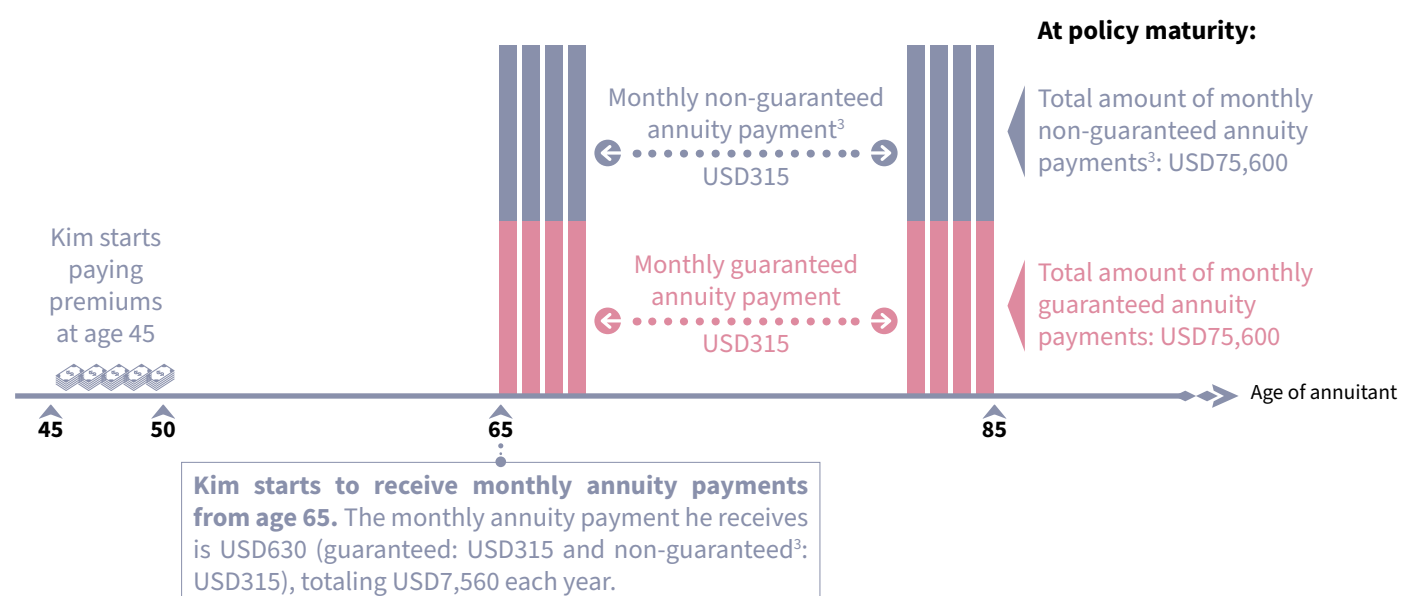 At policy maturity:
Monthly non-guaranteed
annuity payment³
USD315
Total amount of monthly
non-guaranteed annuity
payments³: USD75,600
Kim starts
paying
premiums
at age 45
Monthly guaranteed
annuity payment
USD315
Total amount of monthly
guaranteed annuity
payments: USD75,600
Age of annuitant
45
50
65
85
Kim starts to receive monthly annuity payments
from age 65. The monthly annuity payment he receives
is USD630 (guaranteed: USD315 and non-guaranteed³:
USD315), totaling USD7,560 each year.